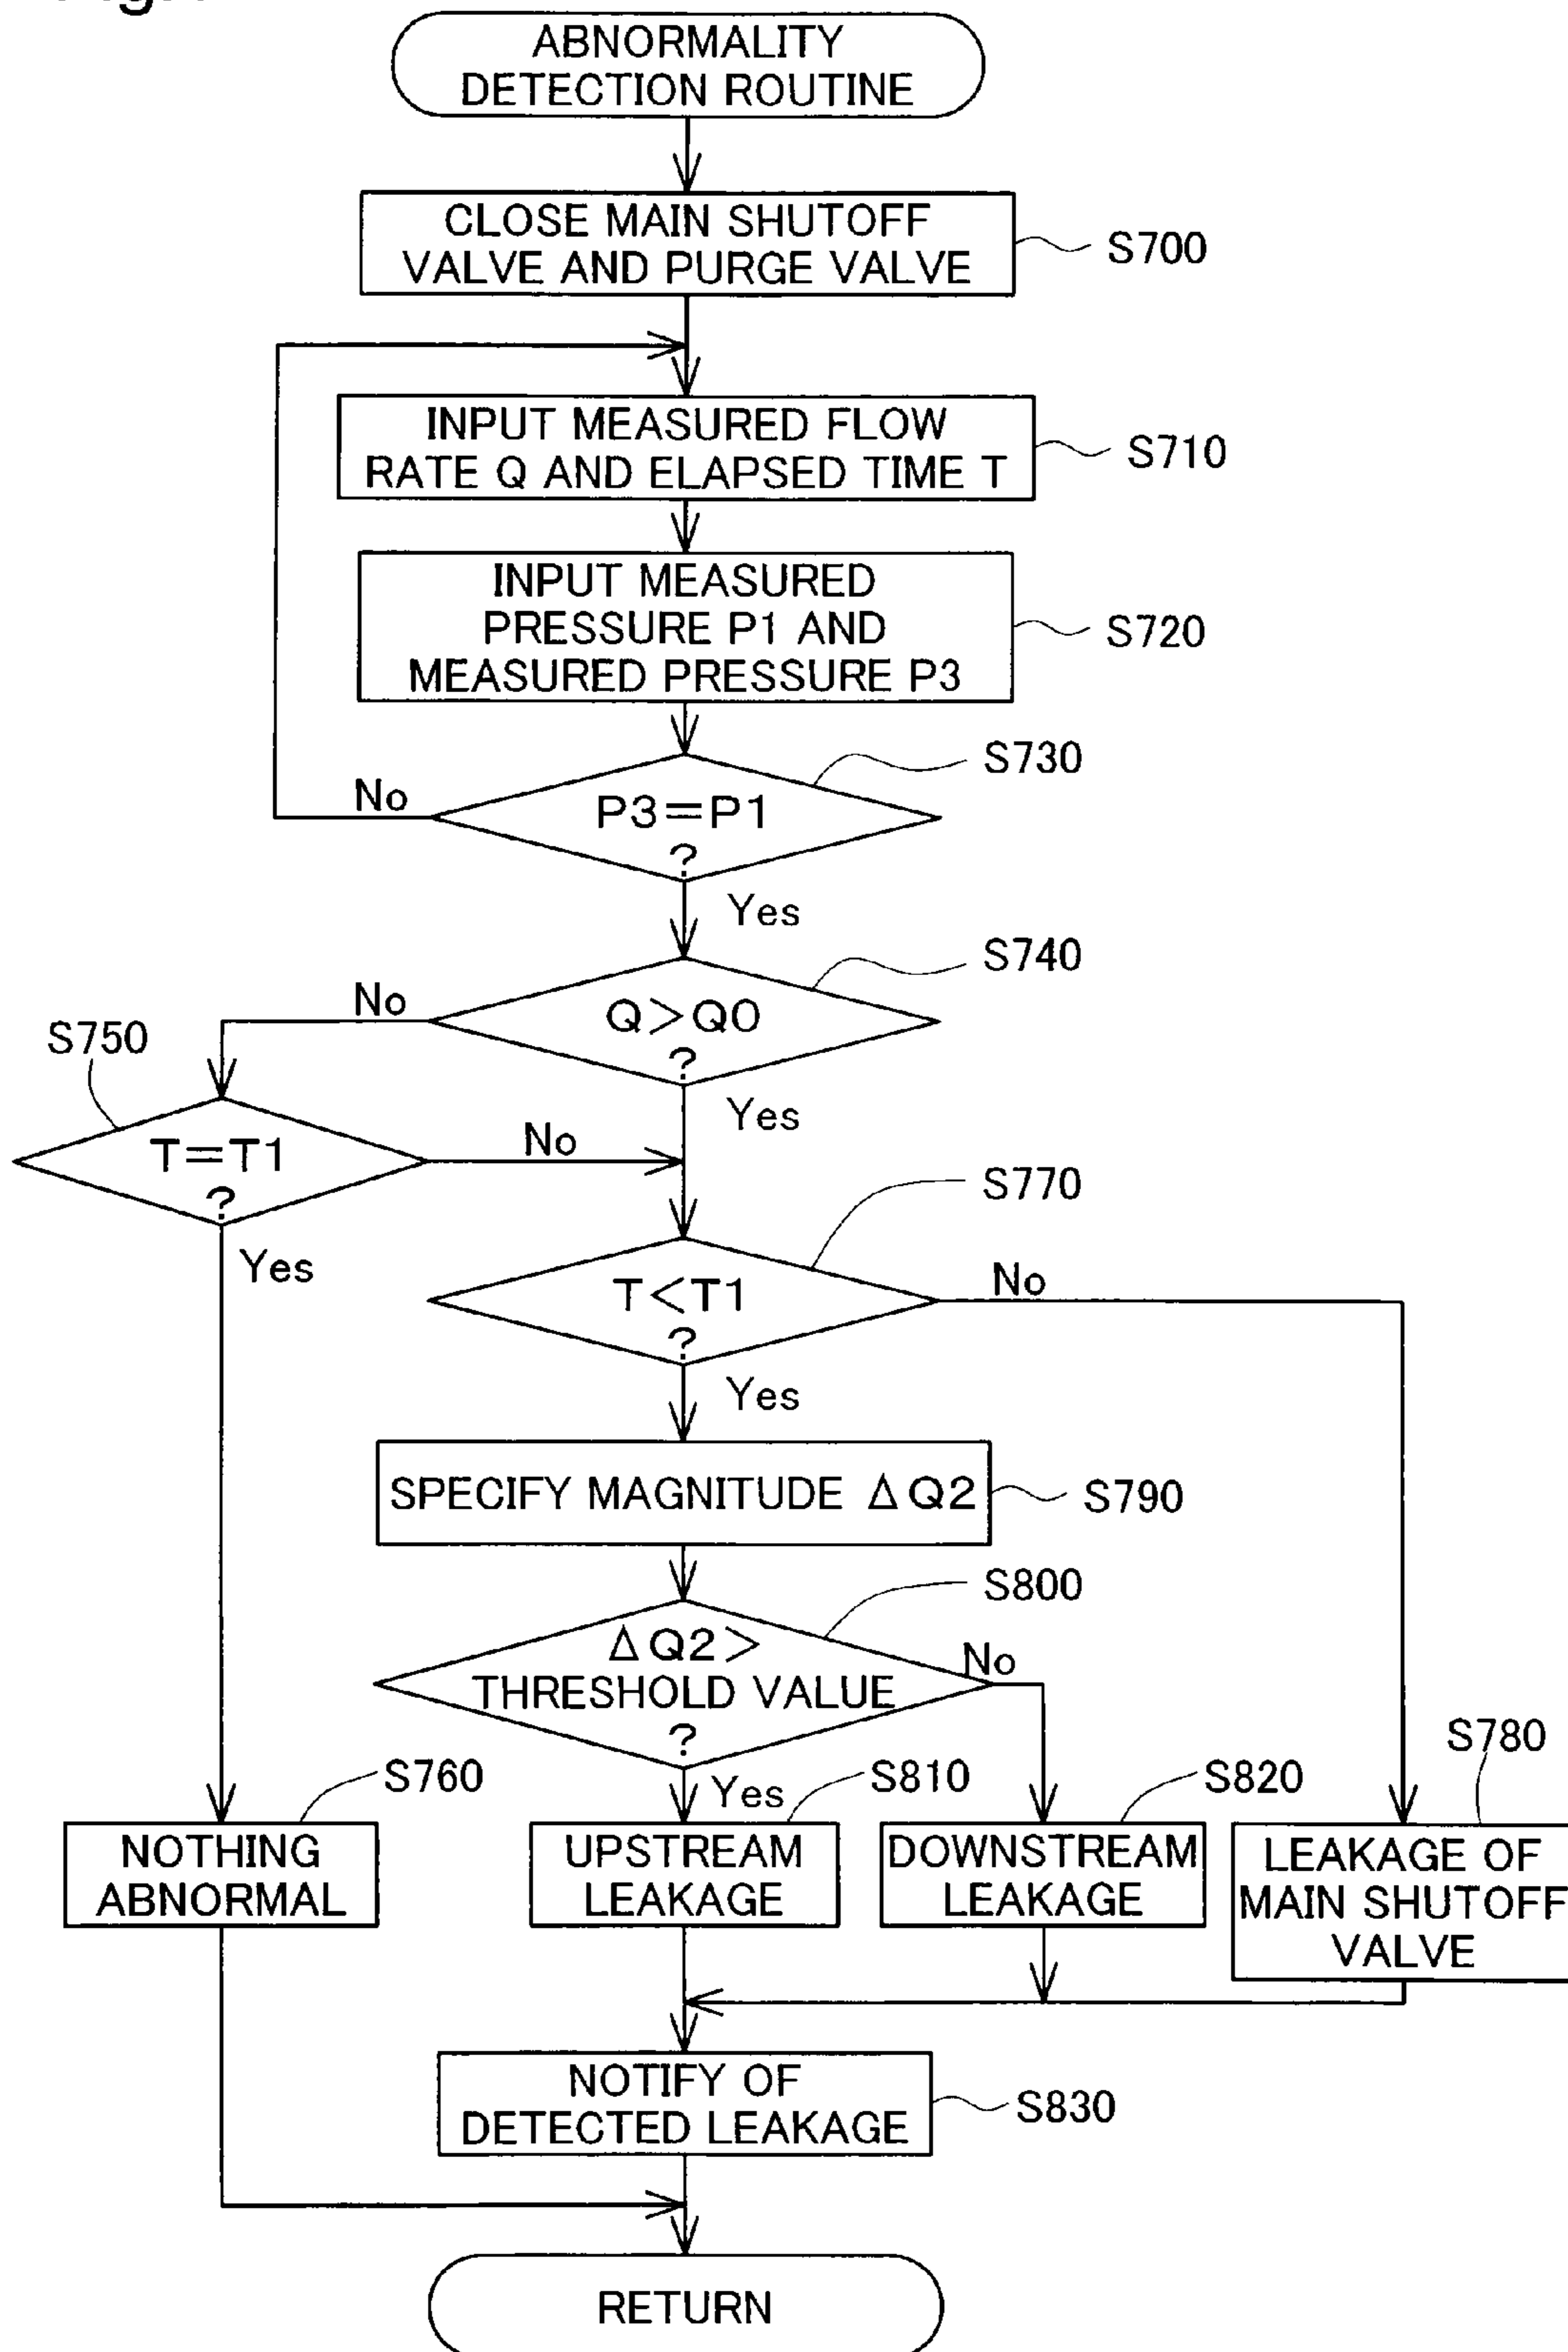 ABNORMALITY
DETECTION ROUTINE
CLOSE MAIN SHUTOFF
VALVE AND PURGE VALVE
S700
INPUT MEASURED FLOW
RATE Q AND ELAPSED TIME T
S710
INPUT MEASURED
PRESSURE P1 AND
MEASURED PRESSURE P3
S720
S730
No
P3=P1
?
Yes
S740
No
Q>Q0
?
Yes
S750
T=T1
?
No
Yes
S770
T<T1
?
No
Yes
SPECIFY MAGNITUDE ΔQ2
S790
S800
ΔQ2>
THRESHOLD VALUE
?
No
Yes
S760
NOTHING
ABNORMAL
S810
UPSTREAM
LEAKAGE
S820
DOWNSTREAM
LEAKAGE
S780
LEAKAGE OF
MAIN SHUTOFF
VALVE
NOTIFY OF
DETECTED LEAKAGE
S830
RETURN